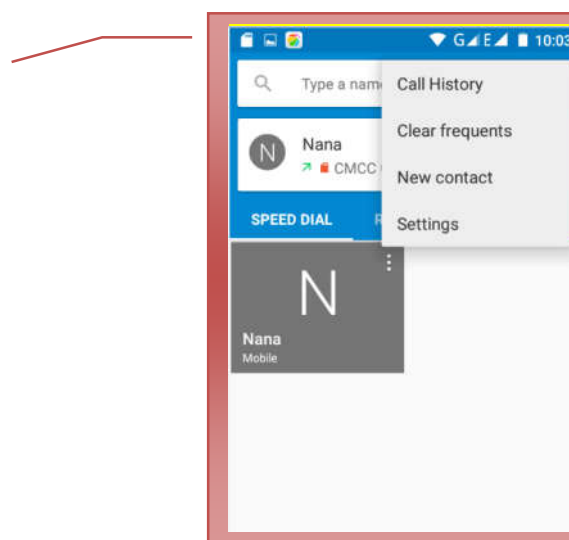 G E 10:03
Type a nam
Call History
Clear frequents
New contact
Settings
N
Nana
CMCC
SPEED DIAL
N
Nana
Mobile